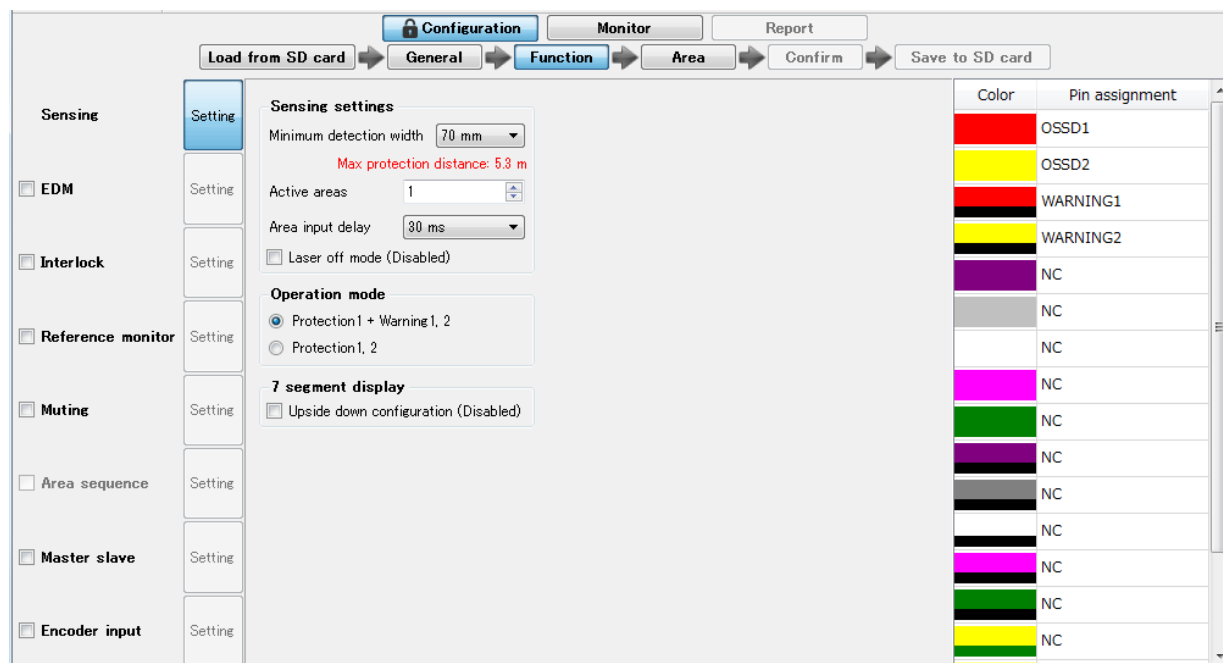 Configuration Monitor Report
Load from SD card General Function Area Confirm Save to SD card
Sensing Setting
EDM Setting
Interlock Setting
Reference monitor Setting
Muting Setting
Area sequence Setting
Master slave Setting
Encoder input Setting
Sensing settings
Minimum detection width 70 mm
Max protection distance: 5.3 m
Active areas 1
Area input delay 30 ms
Laser off mode (Disabled)
Operation mode
Protection1 + Warning1, 2
Protection1, 2
7 segment display
Upside down configuration (Disabled)
Color Pin assignment
OSSD1
OSSD2
WARNING1
WARNING2
NC
NC
NC
NC
NC
NC
NC
NC
NC
NC
NC